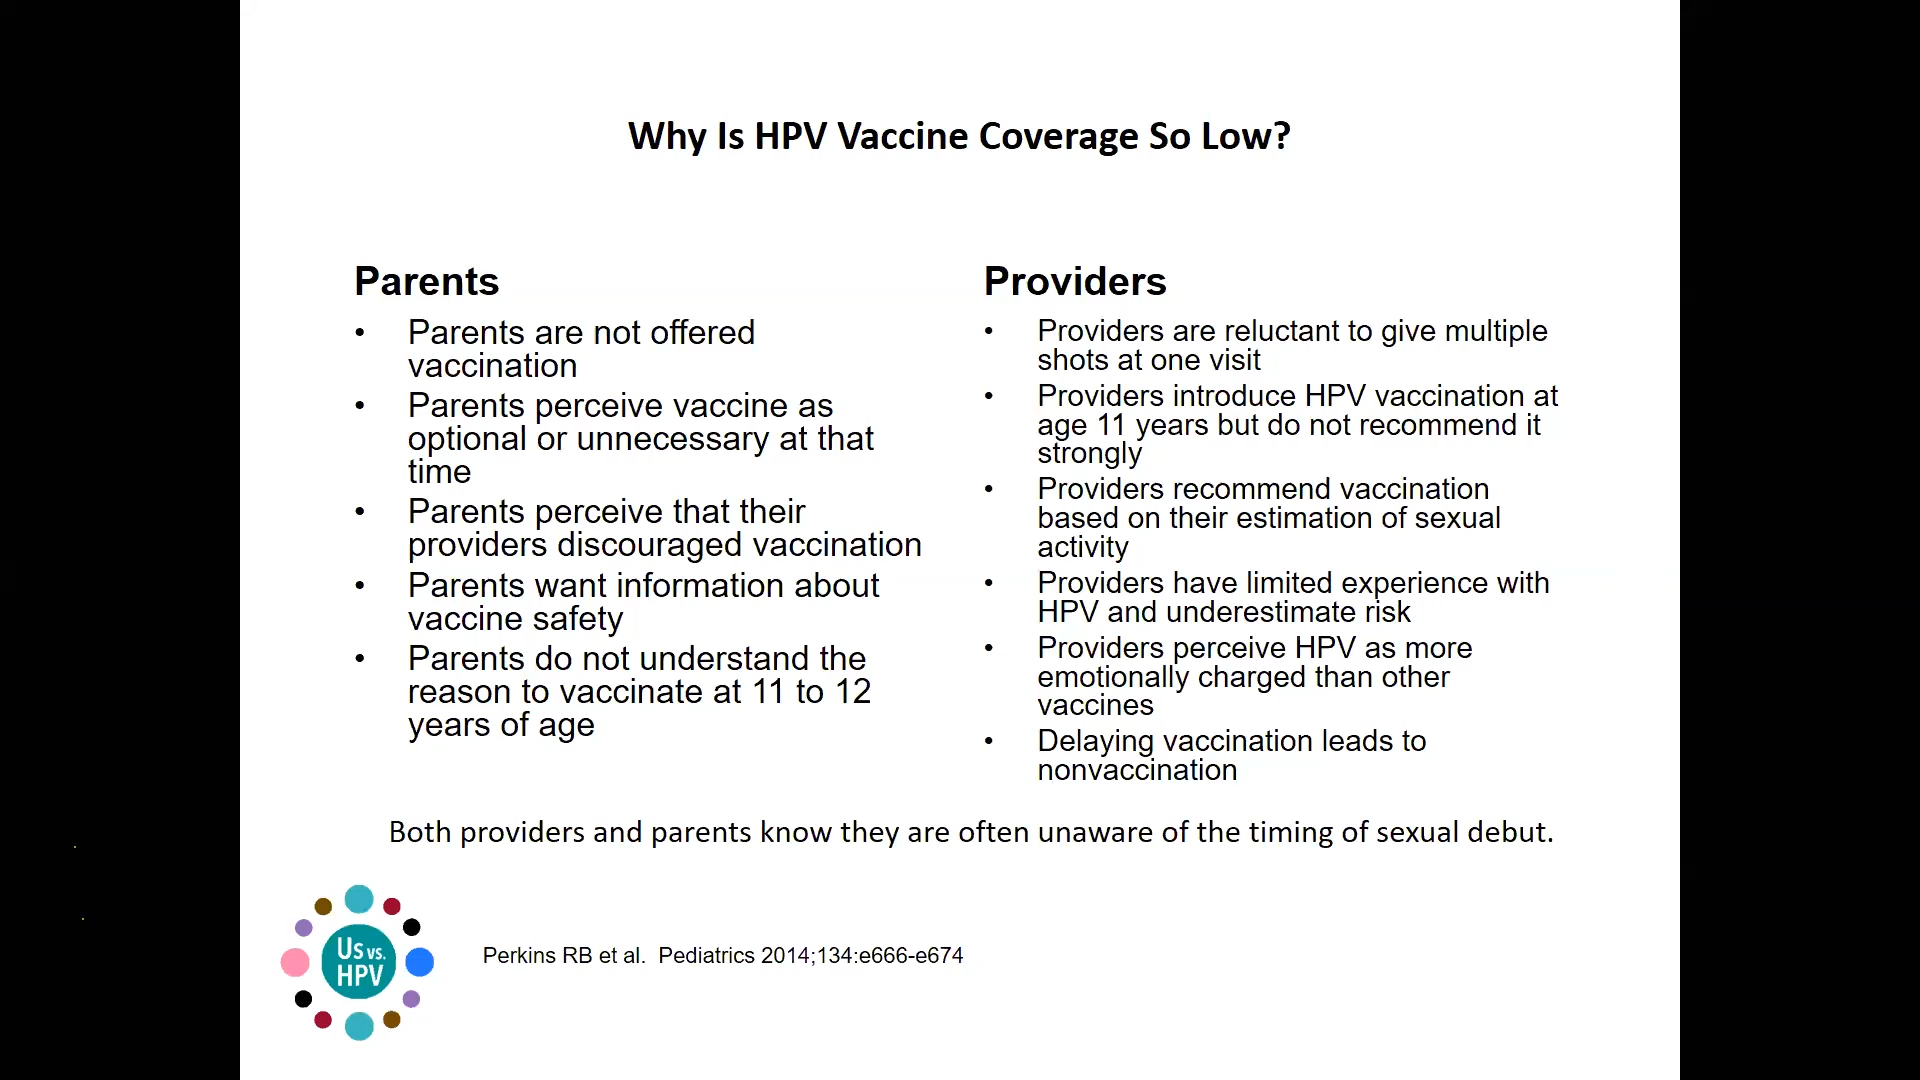 Why Is HPV Vaccine Coverage So Low?
Parents
• Parents are not offered
vaccination
• Parents perceive vaccine as
optional or unnecessary at that
time
• Parents perceive that their
providers discouraged vaccination
• Parents want information about
vaccine safety
• Parents do not understand the
reason to vaccinate at 11 to 12
years of age
Providers
• Providers are reluctant to give multiple
shots at one visit
• Providers introduce HPV vaccination at
age 11 years but do not recommend it
strongly
• Providers recommend vaccination
based on their estimation of sexual
activity
• Providers have limited experience with
HPV and underestimate risk
• Providers perceive HPV as more
emotionally charged than other
vaccines
• Delaying vaccination leads to
nonvaccination
Both providers and parents know they are often unaware of the timing of sexual debut.
Us vs.
HPV
Perkins RB et al.  Pediatrics 2014;134:e666-e674